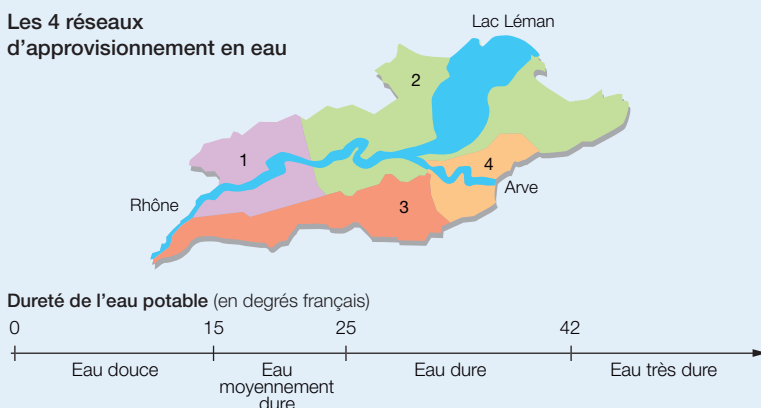 Les 4 réseaux
d’approvisionnement en eau
Lac Léman
2
1
4
Rhône
Arve
3
Dureté de l’eau potable (en degrés français)
0 15 25 42
Eau douce Eau Eau dure Eau très dure
moyennement
dure